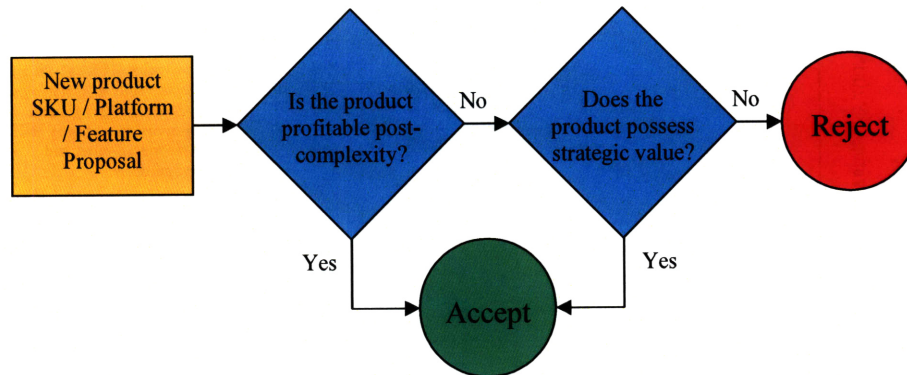 New product
SKU / Platform
/ Feature
Proposal
Is the product
profitable post-
complexity?
No
Does the
product possess
strategic value?
No
Reject
Yes
Yes
Accept